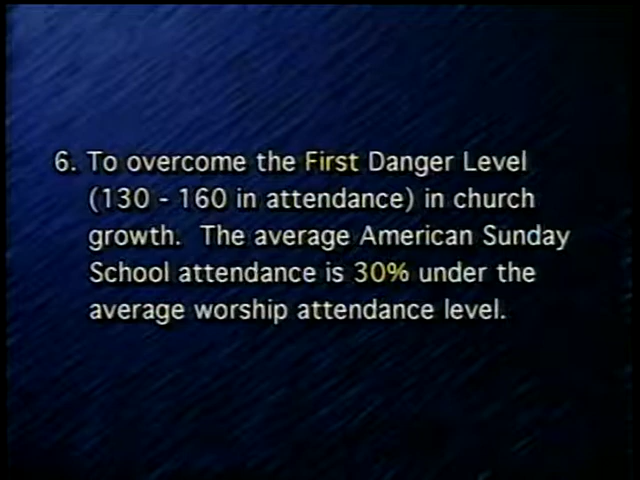 6. To overcome the First Danger Level
(130 - 160 in attendance) in church
growth.  The average American Sunday
School attendance is 30% under the
average worship attendance level.